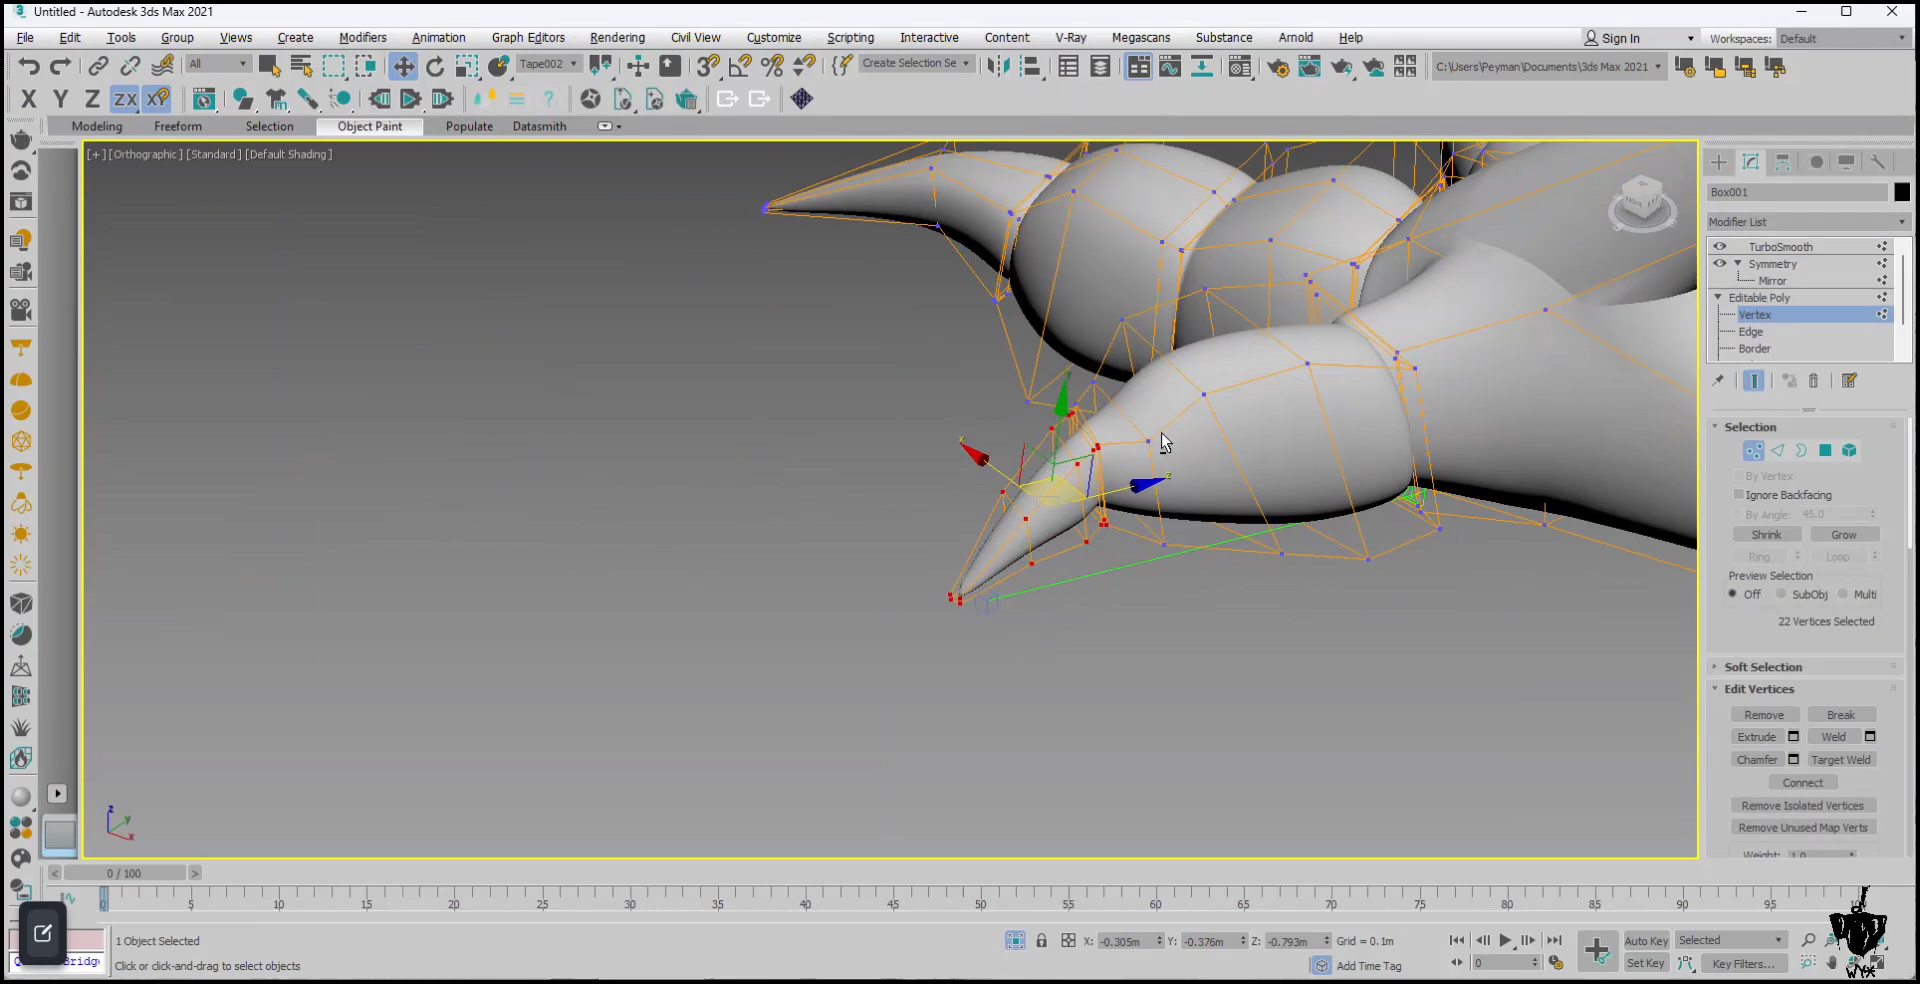 Untitled - Autodesk 3ds Max 2021
File Edit Tools Group Views Create Modifiers Animation Graph Editors Rendering Civil View Customize Scripting Interactive Content V-Ray Megascans Substance Arnold Help
Sign In
Workspaces: Default
All
Tape002
Create Selection Se
C:\Users\Peyman\Documents\3ds Max 2021
X Y Z ZX XY
Modeling Freeform Selection Object Paint Populate Datasmith
[+] [Orthographic] [Standard] [Default Shading]
Box001
Modifier List
TurboSmooth
Symmetry
Mirror
Editable Poly
Vertex
Edge
Border
Selection
By Vertex
Ignore Backfacing
By Angle: 45.0
Shrink Grow
Ring Loop
Preview Selection
Off SubObj Multi
22 Vertices Selected
Soft Selection
Edit Vertices
Remove Break
Extrude Weld
Chamfer Target Weld
Connect
Remove Isolated Vertices
Remove Unused Map Verts
Weight: 1.0
x
z
z
y
x
0 / 100
0 5 10 15 20 25 30 35 40 45 50 55 60 65 70 75 80 85 90 95
1 Object Selected
Click or click-and-drag to select objects
X: -0.305m Y: -0.376m Z: -0.793m Grid = 0.1m
Add Time Tag
0
Auto Key Selected
Set Key Key Filters...